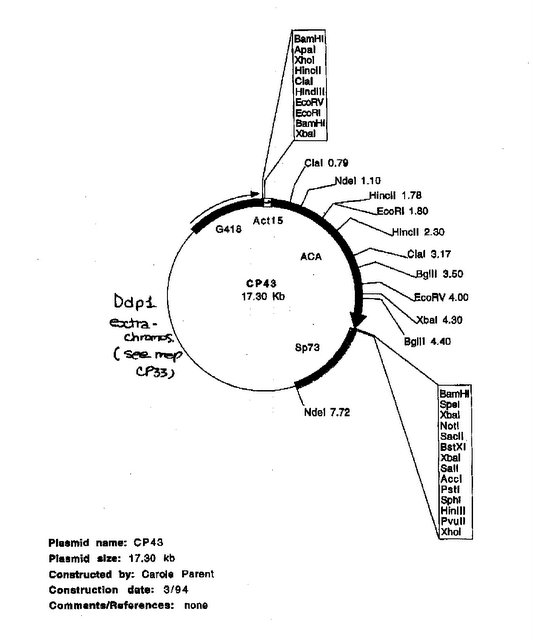 BamHI
ApaI
XhoI
HincII
ClaI
HindIII
EcoRV
EcoRI
BamHI
XbaI
ClaI 0.79
NdeI 1.10
HincII 1.78
EcoRI 1.80
HincII 2.30
ClaI 3.17
BglII 3.50
EcoRV 4.00
XbaI 4.30
BglII 4.40
Act15
G418
ACA
CP43
17.30 Kb
Ddp1
extra-
chromos.
(see map
CP33)
Sp73
NdeI 7.72
BamHI
SpeI
XbaI
NotI
SacII
BstXI
XbaI
SalI
AccI
PstI
SphI
HinIII
PvuII
XhoI
Plasmid name: CP43
Plasmid size: 17.30 kb
Constructed by: Carole Parent
Construction date: 3/94
Comments/References: none